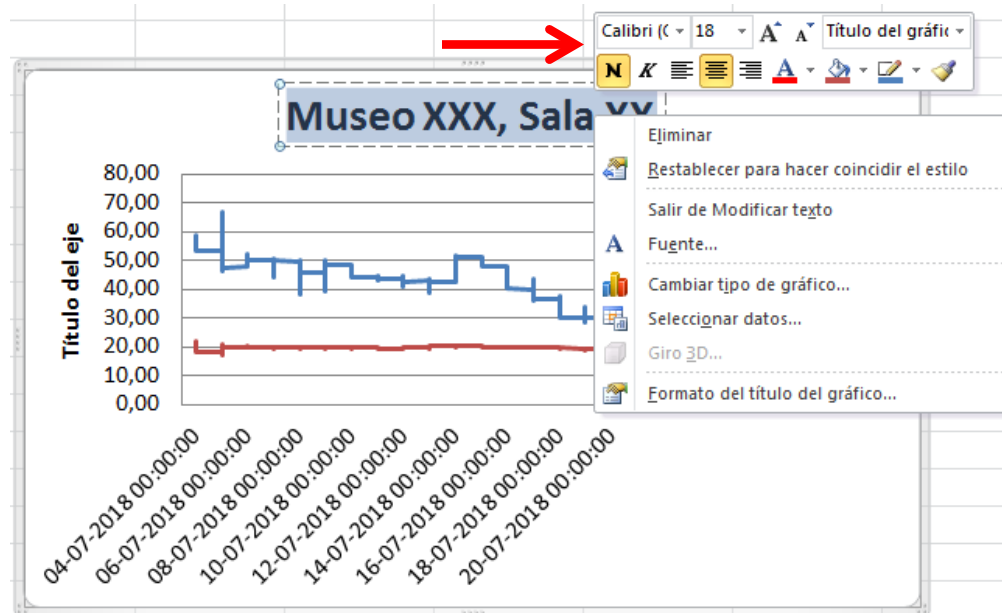 Calibri (C 18 A A Título del gráfic
N K A
Museo XXX, Sala XX
Eliminar
Restablecer para hacer coincidir el estilo
Salir de Modificar texto
A Fuente...
Cambiar tipo de gráfico...
Seleccionar datos...
Giro 3D...
Formato del título del gráfico...
Título del eje
80,00
70,00
60,00
50,00
40,00
30,00
20,00
10,00
0,00
04-07-2018 00:00:00
06-07-2018 00:00:00
08-07-2018 00:00:00
10-07-2018 00:00:00
12-07-2018 00:00:00
14-07-2018 00:00:00
16-07-2018 00:00:00
18-07-2018 00:00:00
20-07-2018 00:00:00